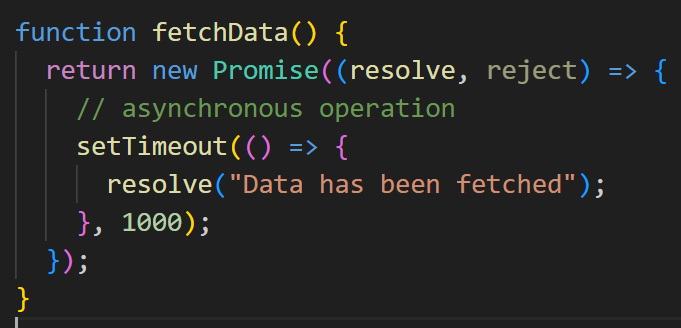 function fetchData() {
  return new Promise((resolve, reject) => {
    // asynchronous operation
    setTimeout(() => {
      resolve("Data has been fetched");
    }, 1000);
  });
}